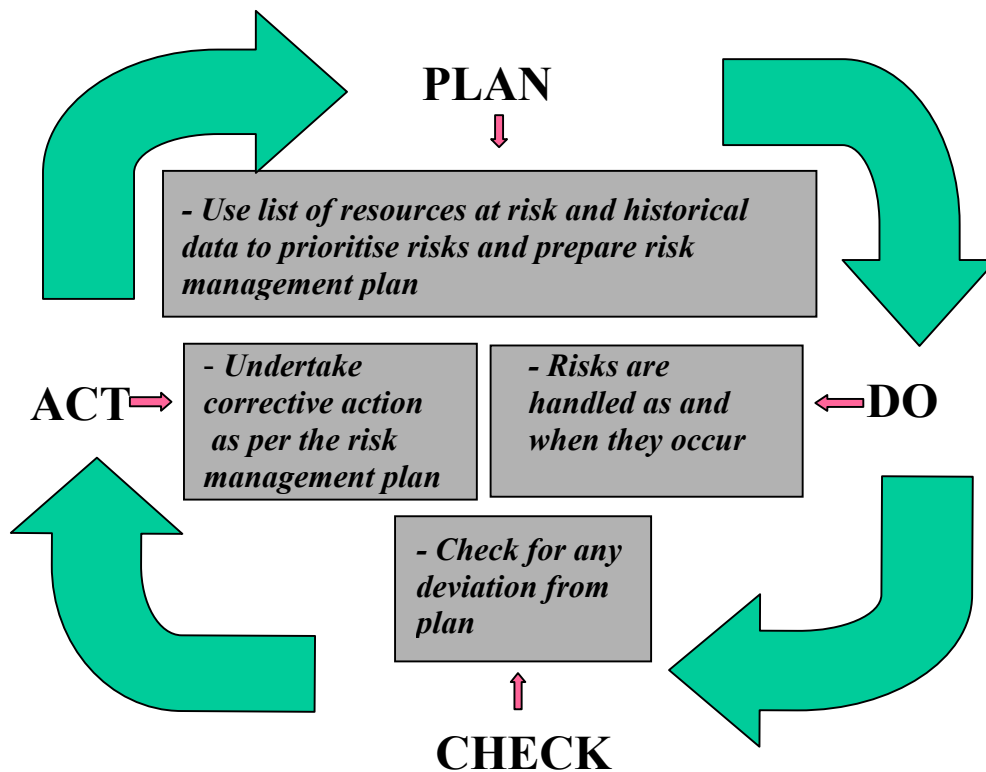 PLAN
- Use list of resources at risk and historical
data to prioritise risks and prepare risk
management plan
ACT
- Undertake
corrective action
as per the risk
management plan
- Risks are
handled as and
when they occur
DO
- Check for any
deviation from
plan
CHECK